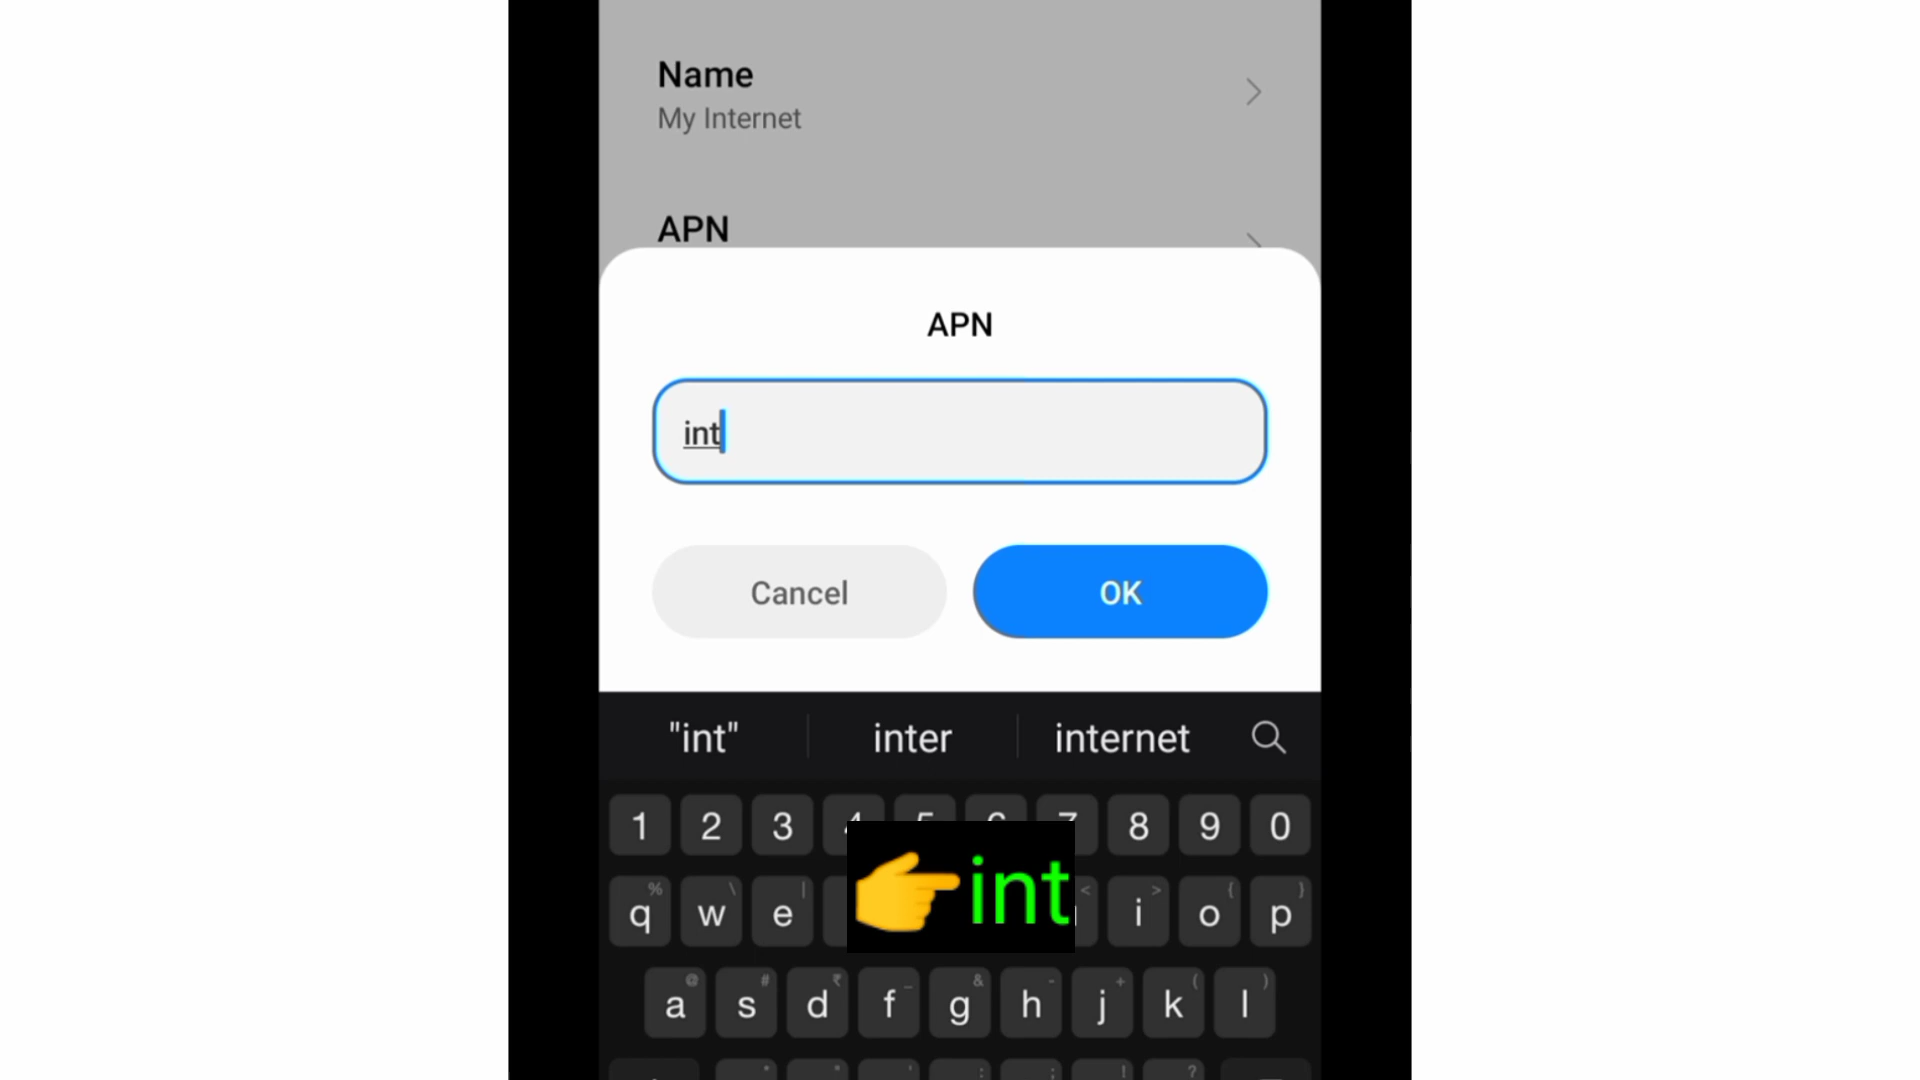 Name
My Internet
APN
APN
int
Cancel OK
"int" inter internet
1 2 3 8 9 0
👉int
% \ | < > { }
q w e i o p
@ # ₹ _ & - + ( )
a s d f g h j k l
* " ' : ; ! ?